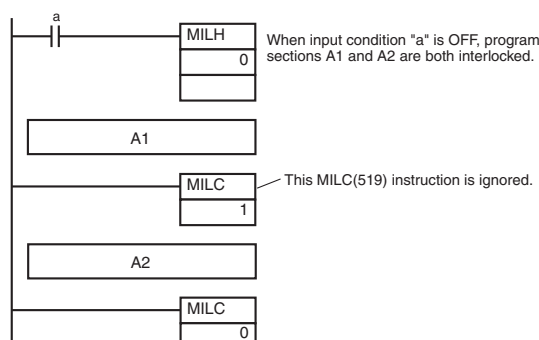 a
MILH
0
When input condition "a" is OFF, program
sections A1 and A2 are both interlocked.
A1
MILC
1
This MILC(519) instruction is ignored.
A2
MILC
0